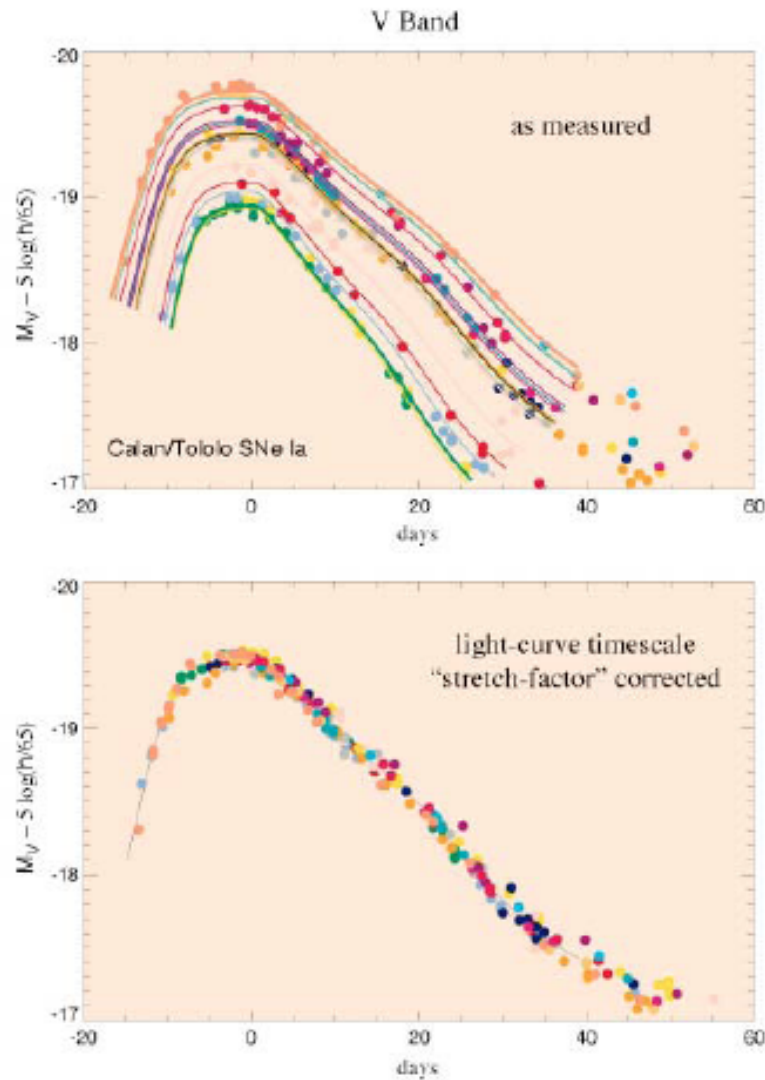 V Band
as measured
Calan/Tololo SNe Ia
M_V – 5 log(h/65)
-20
-19
-18
-17
-20 0 20 40 60
days
light-curve timescale
“stretch-factor” corrected
M_V – 5 log(h/65)
-20
-19
-18
-17
-20 0 20 40 60
days